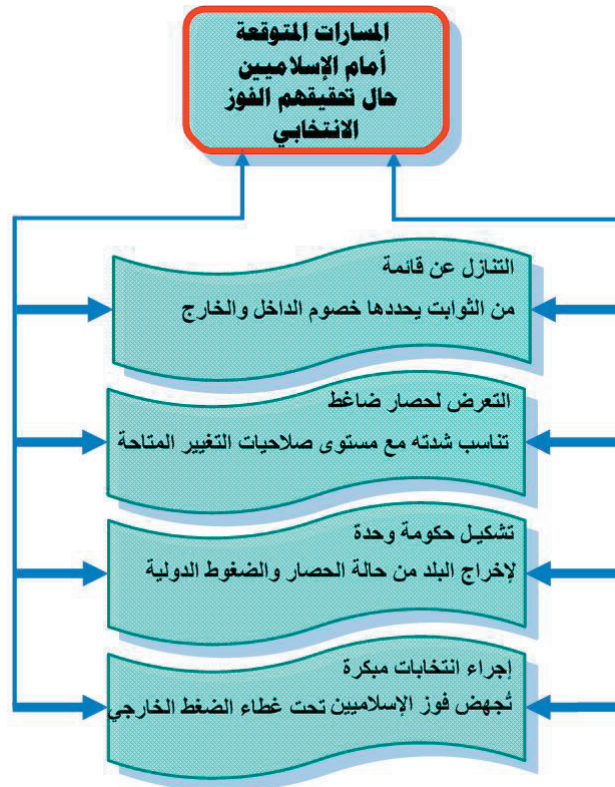 المسارات المتوقعة
أمام الإسلاميين
حال تحقيقهم الفوز
الانتخابي
التنازل عن قائمة
من الثوابت يحددها خصوم الداخل والخارج
التعرض لحصار ضاغط
تناسب شدته مع مستوى صلاحيات التغيير المتاحة
تشكيل حكومة وحدة
لإخراج البلد من حالة الحصار والضغوط الدولية
إجراء انتخابات مبكرة
تُجهض فوز الإسلاميين تحت غطاء الضغط الخارجي